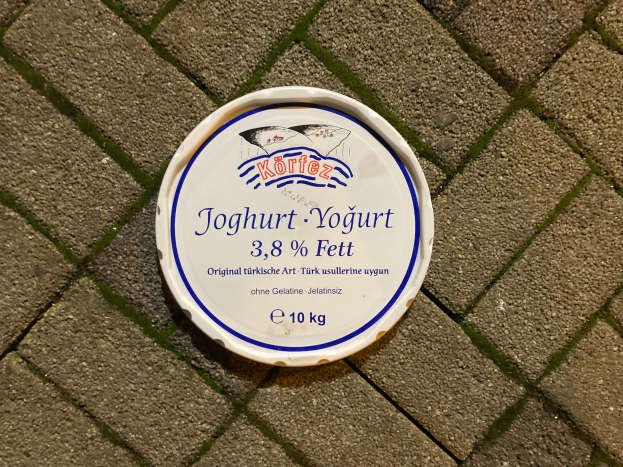 Körfez
Joghurt · Yoğurt
3,8 % Fett
Original türkische Art · Türk usullerine uygun
ohne Gelatine · Jelatinsiz
℮ 10 kg